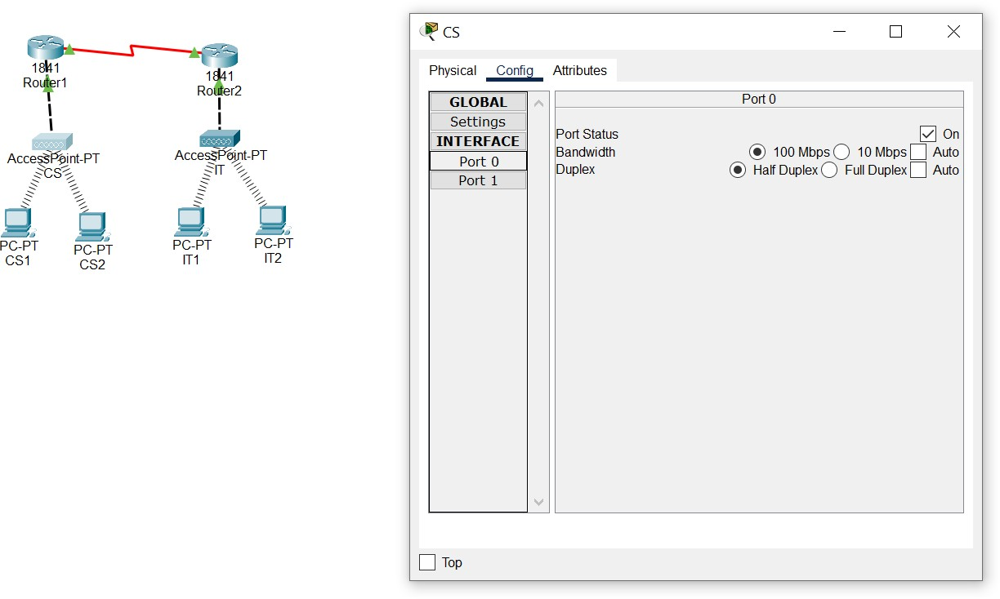 1841
Router1
1841
Router2
AccessPoint-PT
CS
AccessPoint-PT
IT
PC-PT
CS1
PC-PT
CS2
PC-PT
IT1
PC-PT
IT2
CS
Physical Config Attributes
GLOBAL
Settings
INTERFACE
Port 0
Port 1
Port 0
Port Status On
Bandwidth 100 Mbps 10 Mbps Auto
Duplex Half Duplex Full Duplex Auto
Top